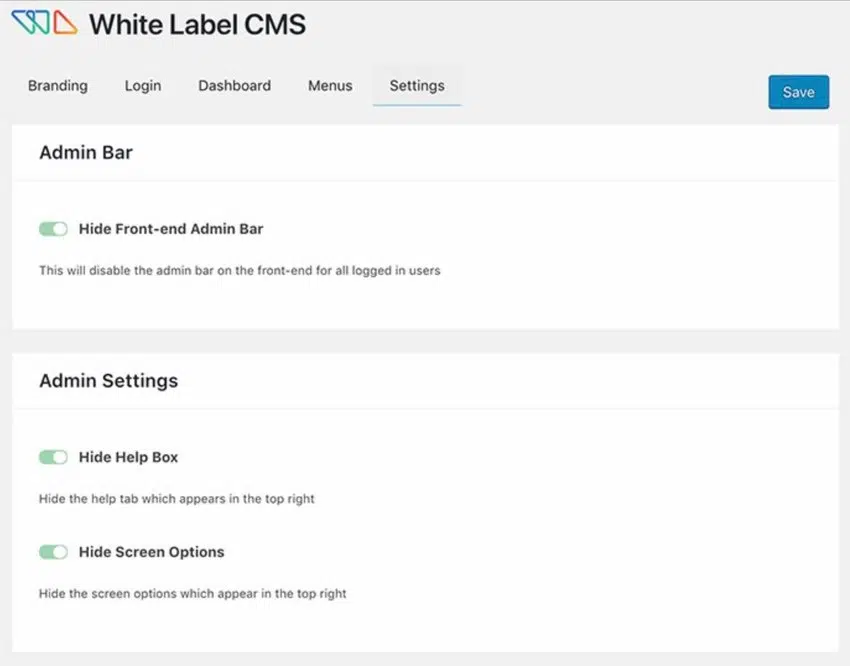 White Label CMS
Branding Login Dashboard Menus Settings
Save
Admin Bar
Hide Front-end Admin Bar
This will disable the admin bar on the front-end for all logged in users
Admin Settings
Hide Help Box
Hide the help tab which appears in the top right
Hide Screen Options
Hide the screen options which appear in the top right